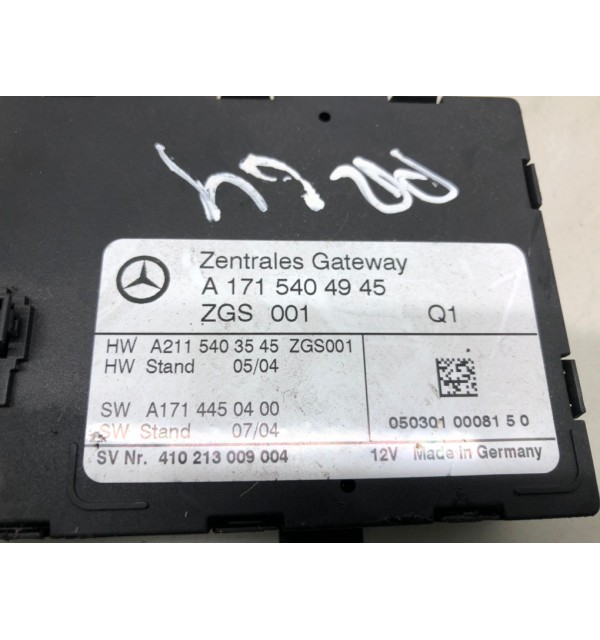 Zentrales Gateway
A 171 540 49 45
ZGS 001 Q1
HW A211 540 35 45 ZGS001
HW Stand 05/04
SW A171 445 04 00
SW Stand 07/04
050301 00081 5 0
SV Nr. 410 213 009 004 12V Made in Germany